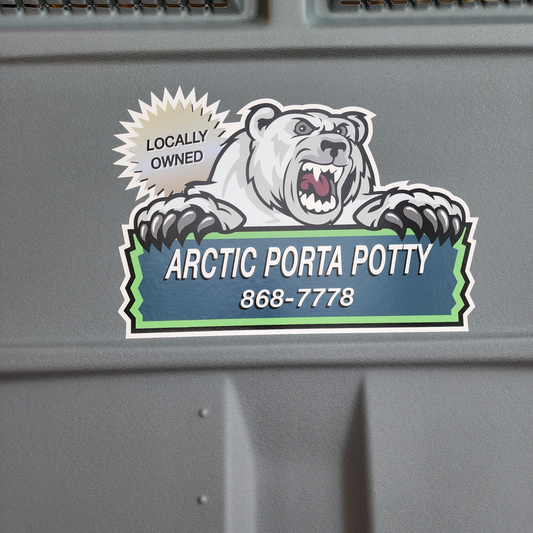 LOCALLY
OWNED
ARCTIC PORTA POTTY
868-7778